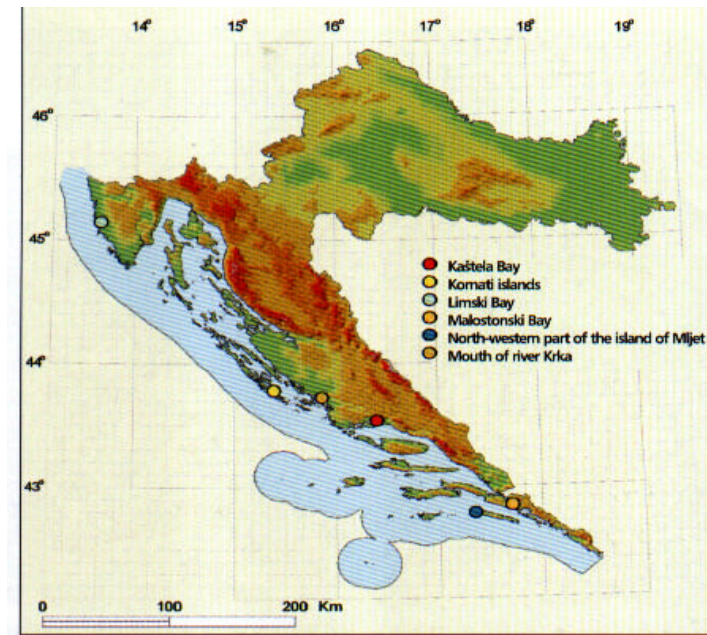 14° 15° 16° 17° 18° 19°
46°
45°
Kaštela Bay
Kornati islands
Limski Bay
Malostonski Bay
North-western part of the island of Mljet
Mouth of river Krka
44°
43°
0 100 200 Km